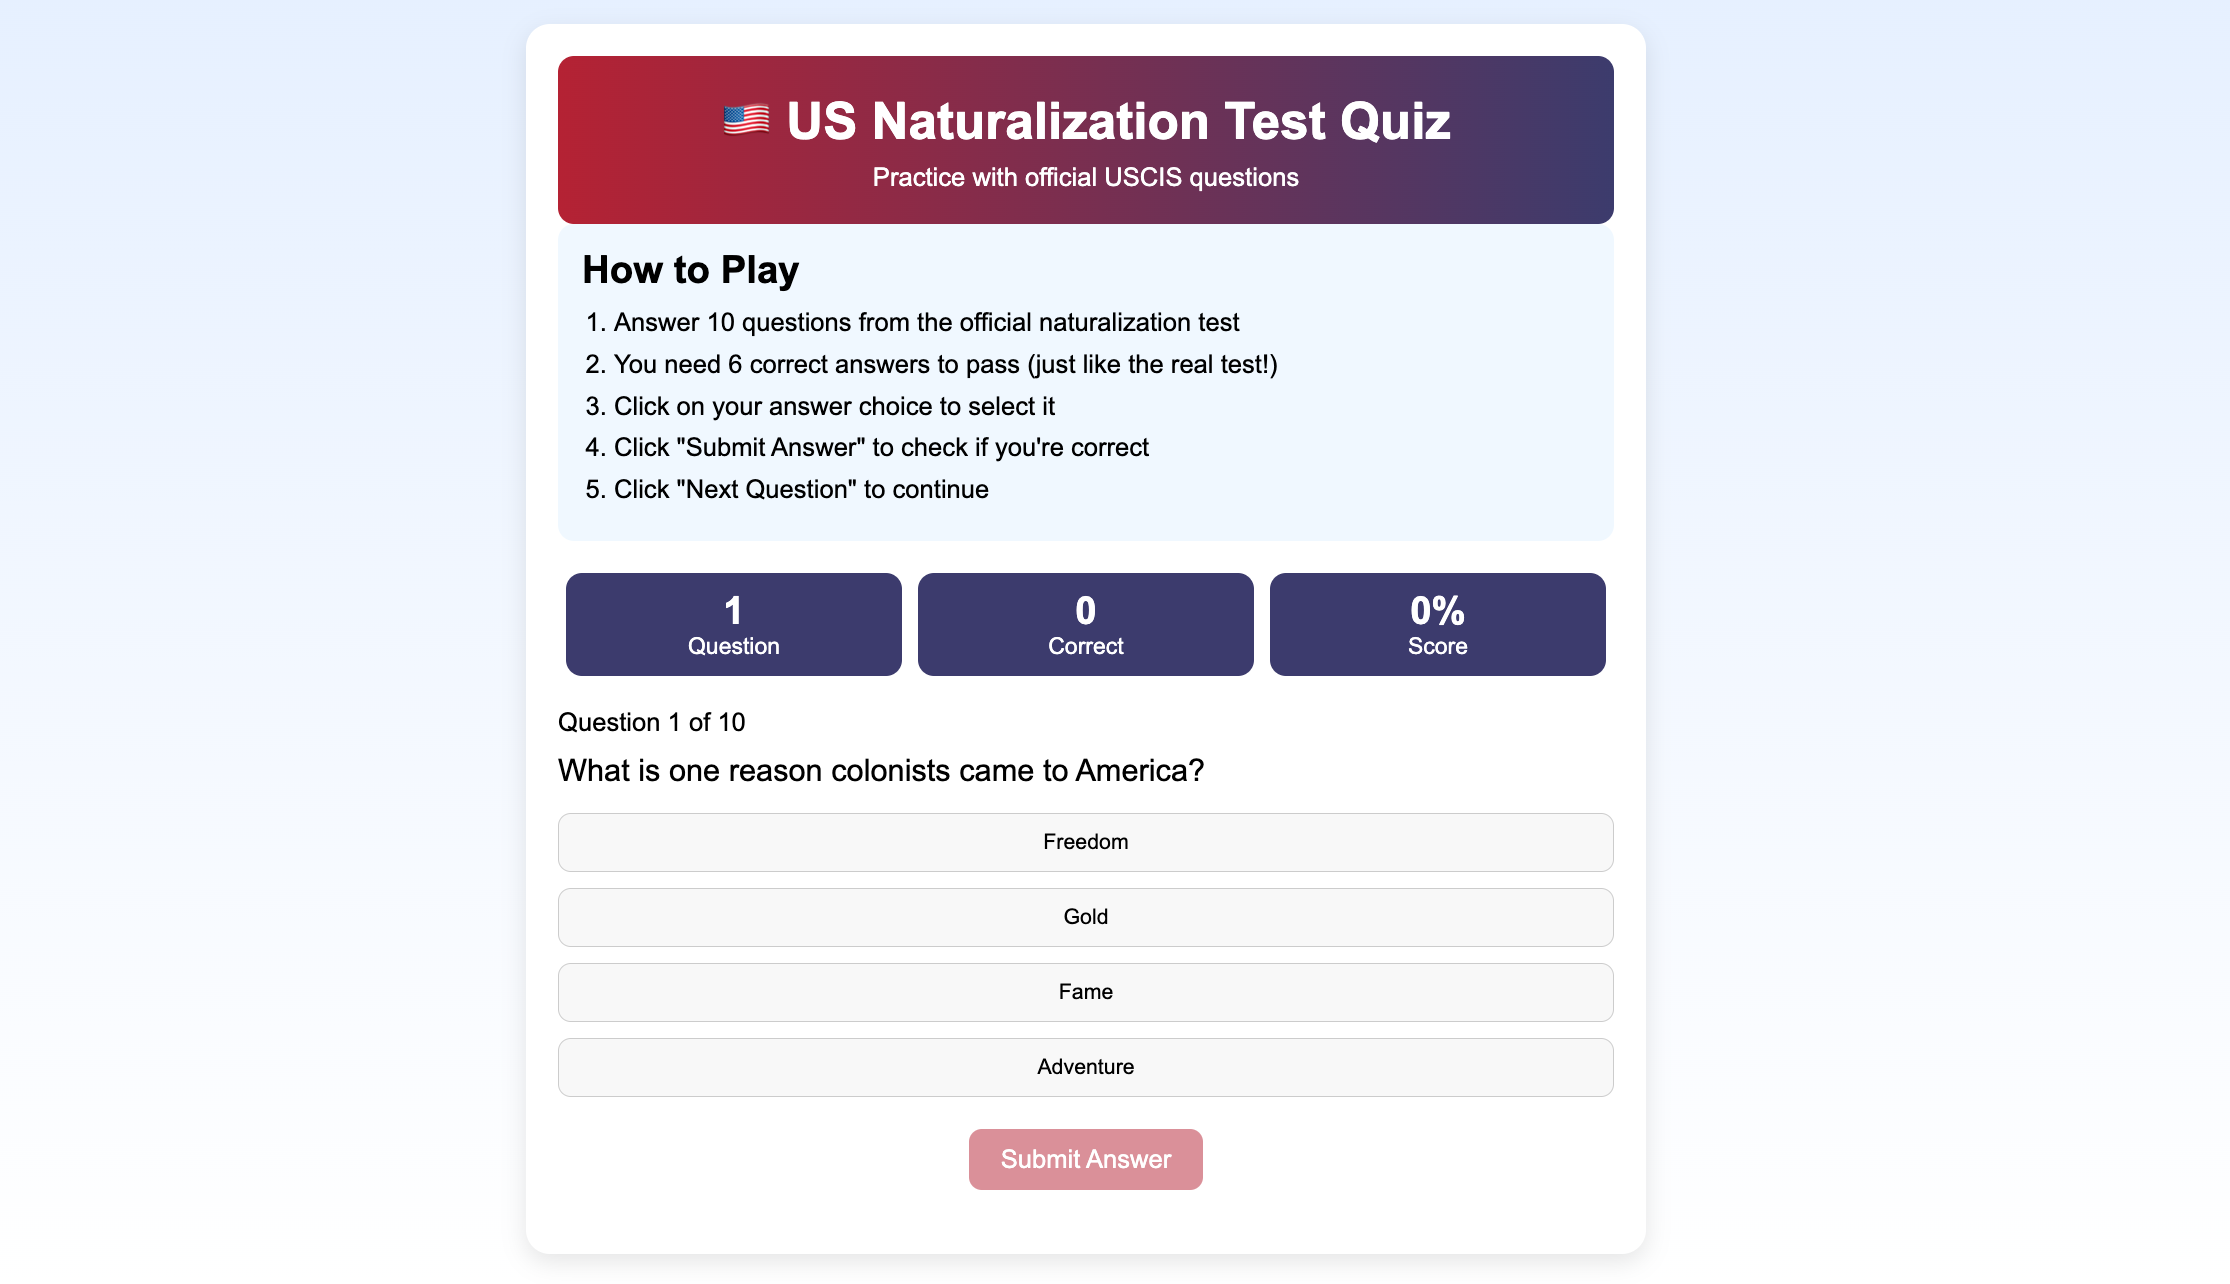 US Naturalization Test Quiz
Practice with official USCIS questions
How to Play
1. Answer 10 questions from the official naturalization test
2. You need 6 correct answers to pass (just like the real test!)
3. Click on your answer choice to select it
4. Click "Submit Answer" to check if you're correct
5. Click "Next Question" to continue
1
Question
0
Correct
0%
Score
Question 1 of 10
What is one reason colonists came to America?
Freedom
Gold
Fame
Adventure
Submit Answer